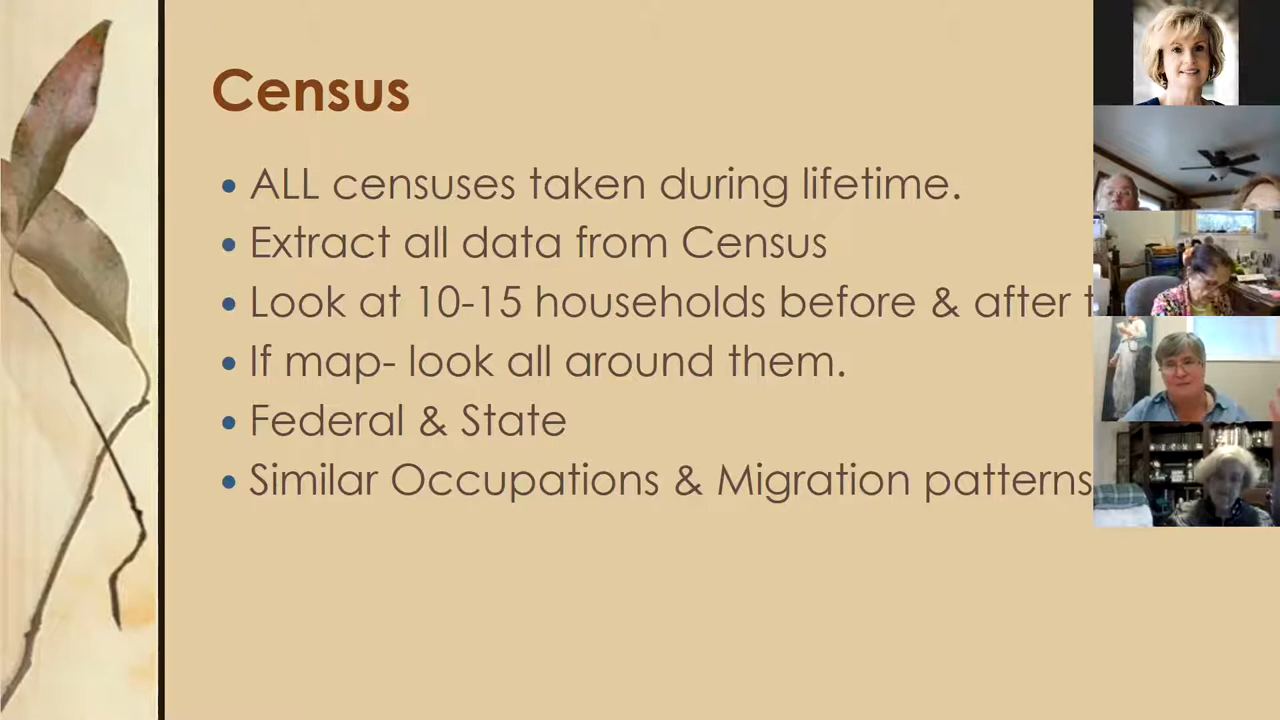 Census
• ALL censuses taken during lifetime.
• Extract all data from Census
• Look at 10-15 households before & after
• If map- look all around them.
• Federal & State
• Similar Occupations & Migration patterns